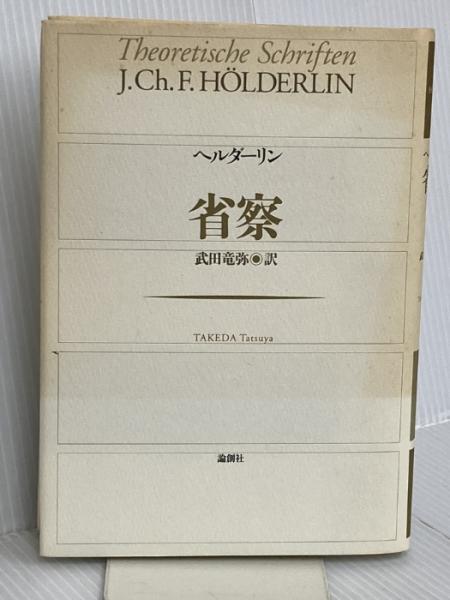 Theoretische Schriften
J. Ch. F. HÖLDERLIN
ヘルダーリン
省察
武田竜弥◉訳
TAKEDA Tatsuya
論創社